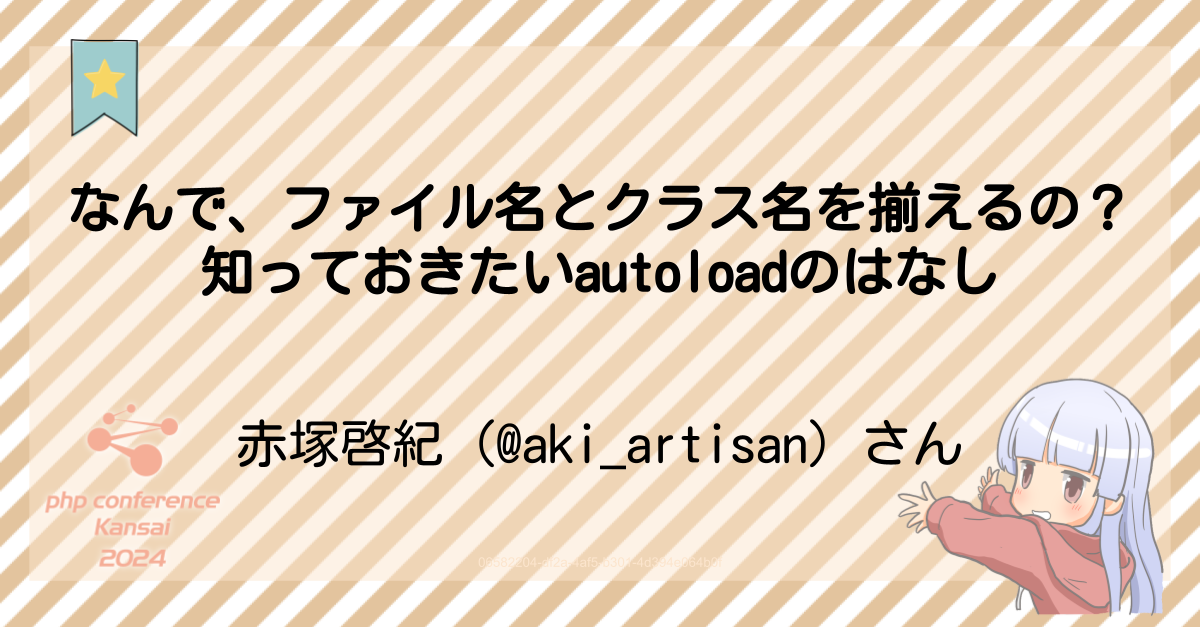 なんで、ファイル名とクラス名を揃えるの？
知っておきたいautoloadのはなし
赤塚啓紀（@aki_artisan）さん
php conference
Kansai
2024